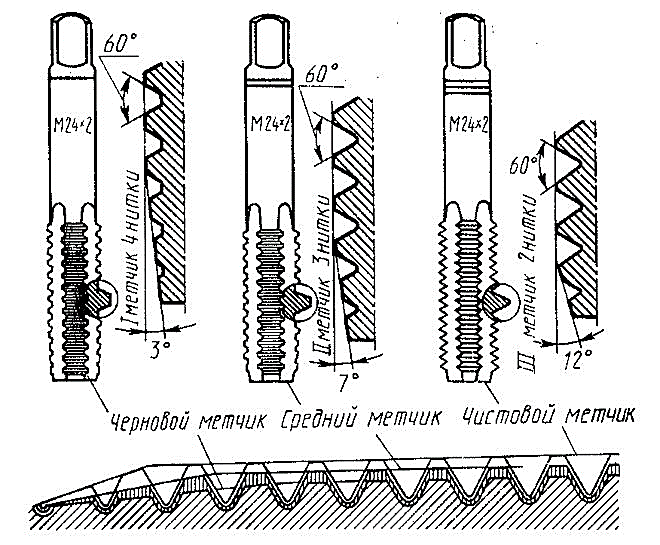 60°
М24×2
I метчик 4 нитки
3°
60°
М24×2
II метчик 3 нитки
7°
М24×2
60°
III метчик 2 нитки
12°
Черновой метчик
Средний метчик
Чистовой метчик